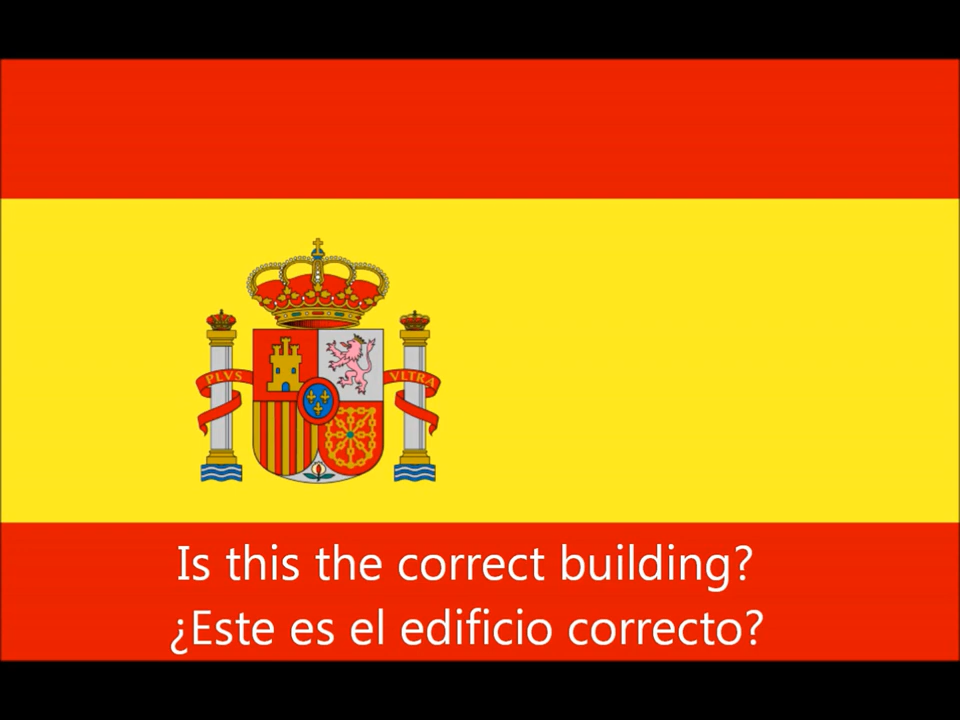 PLVS VLTRA
Is this the correct building?
¿Este es el edificio correcto?